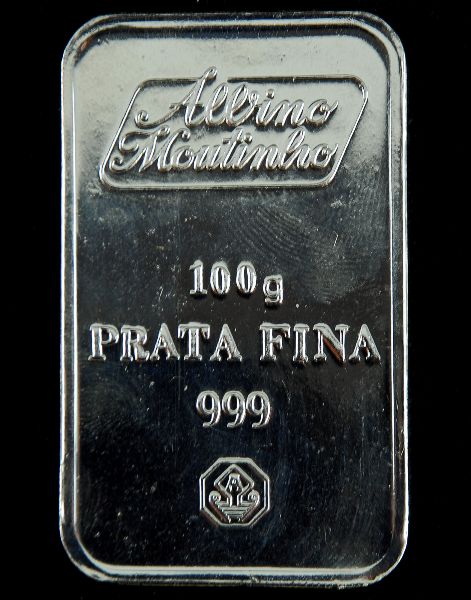 Albino
Moutinho
100g
PRATA FINA
999